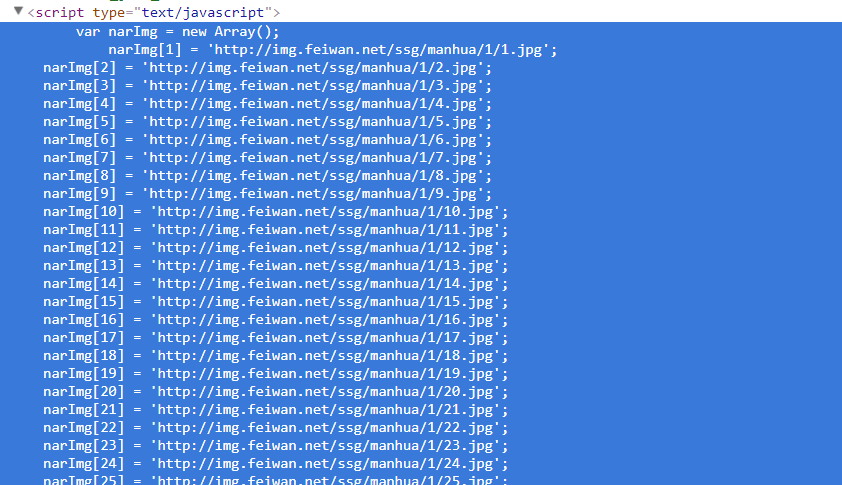 ▼<script type="text/javascript">
var narImg = new Array();
narImg[1] = 'http://img.feiwan.net/ssg/manhua/1/1.jpg';
narImg[2] = 'http://img.feiwan.net/ssg/manhua/1/2.jpg';
narImg[3] = 'http://img.feiwan.net/ssg/manhua/1/3.jpg';
narImg[4] = 'http://img.feiwan.net/ssg/manhua/1/4.jpg';
narImg[5] = 'http://img.feiwan.net/ssg/manhua/1/5.jpg';
narImg[6] = 'http://img.feiwan.net/ssg/manhua/1/6.jpg';
narImg[7] = 'http://img.feiwan.net/ssg/manhua/1/7.jpg';
narImg[8] = 'http://img.feiwan.net/ssg/manhua/1/8.jpg';
narImg[9] = 'http://img.feiwan.net/ssg/manhua/1/9.jpg';
narImg[10] = 'http://img.feiwan.net/ssg/manhua/1/10.jpg';
narImg[11] = 'http://img.feiwan.net/ssg/manhua/1/11.jpg';
narImg[12] = 'http://img.feiwan.net/ssg/manhua/1/12.jpg';
narImg[13] = 'http://img.feiwan.net/ssg/manhua/1/13.jpg';
narImg[14] = 'http://img.feiwan.net/ssg/manhua/1/14.jpg';
narImg[15] = 'http://img.feiwan.net/ssg/manhua/1/15.jpg';
narImg[16] = 'http://img.feiwan.net/ssg/manhua/1/16.jpg';
narImg[17] = 'http://img.feiwan.net/ssg/manhua/1/17.jpg';
narImg[18] = 'http://img.feiwan.net/ssg/manhua/1/18.jpg';
narImg[19] = 'http://img.feiwan.net/ssg/manhua/1/19.jpg';
narImg[20] = 'http://img.feiwan.net/ssg/manhua/1/20.jpg';
narImg[21] = 'http://img.feiwan.net/ssg/manhua/1/21.jpg';
narImg[22] = 'http://img.feiwan.net/ssg/manhua/1/22.jpg';
narImg[23] = 'http://img.feiwan.net/ssg/manhua/1/23.jpg';
narImg[24] = 'http://img.feiwan.net/ssg/manhua/1/24.jpg';
narImg[25] = 'http://img.feiwan.net/ssg/manhua/1/25.jpg';